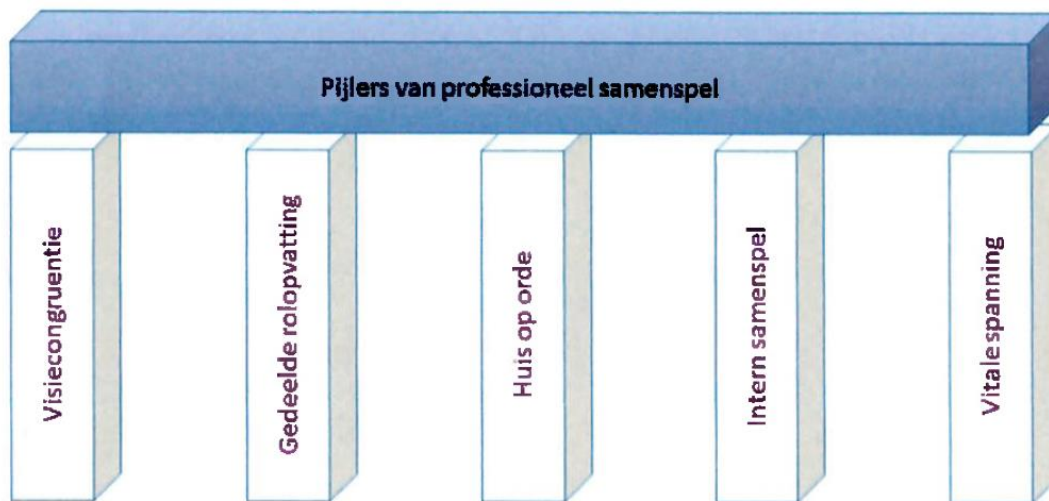 Pijlers van professioneel samenspel
Visiecongruentie
Gedeelde rolopvatting
Huis op orde
Intern samenspel
Vitale spanning